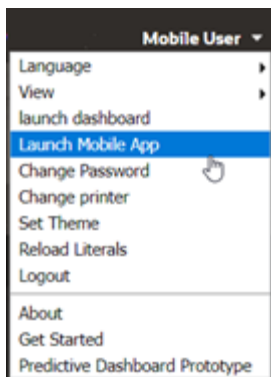 Mobile User
Language
View
launch dashboard
Launch Mobile App
Change Password
Change printer
Set Theme
Reload Literals
Logout
About
Get Started
Predictive Dashboard Prototype